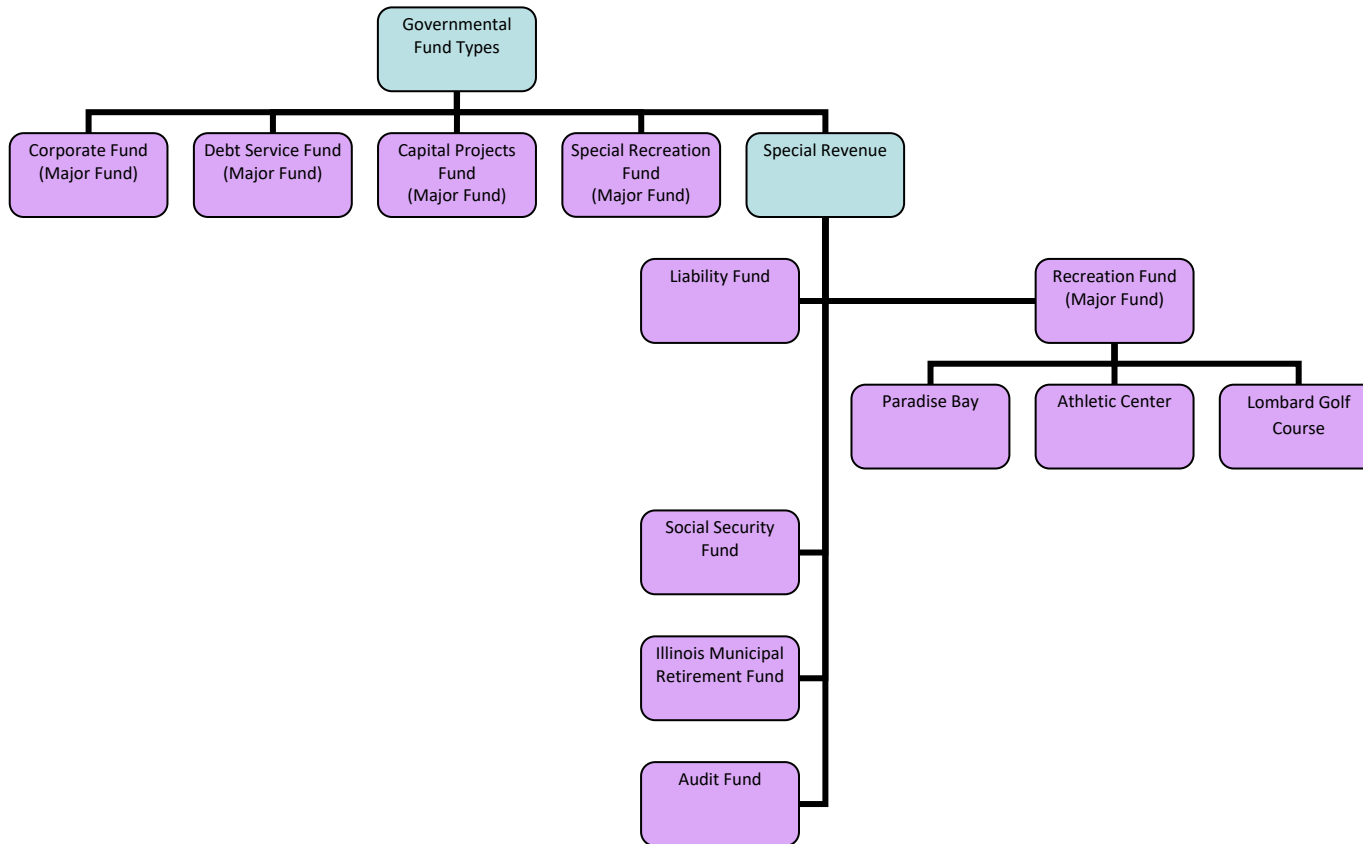 Governmental
Fund Types
Corporate Fund
(Major Fund)
Debt Service Fund
(Major Fund)
Capital Projects
Fund
(Major Fund)
Special Recreation
Fund
(Major Fund)
Special Revenue
Liability Fund
Recreation Fund
(Major Fund)
Paradise Bay
Athletic Center
Lombard Golf
Course
Social Security
Fund
Illinois Municipal
Retirement Fund
Audit Fund